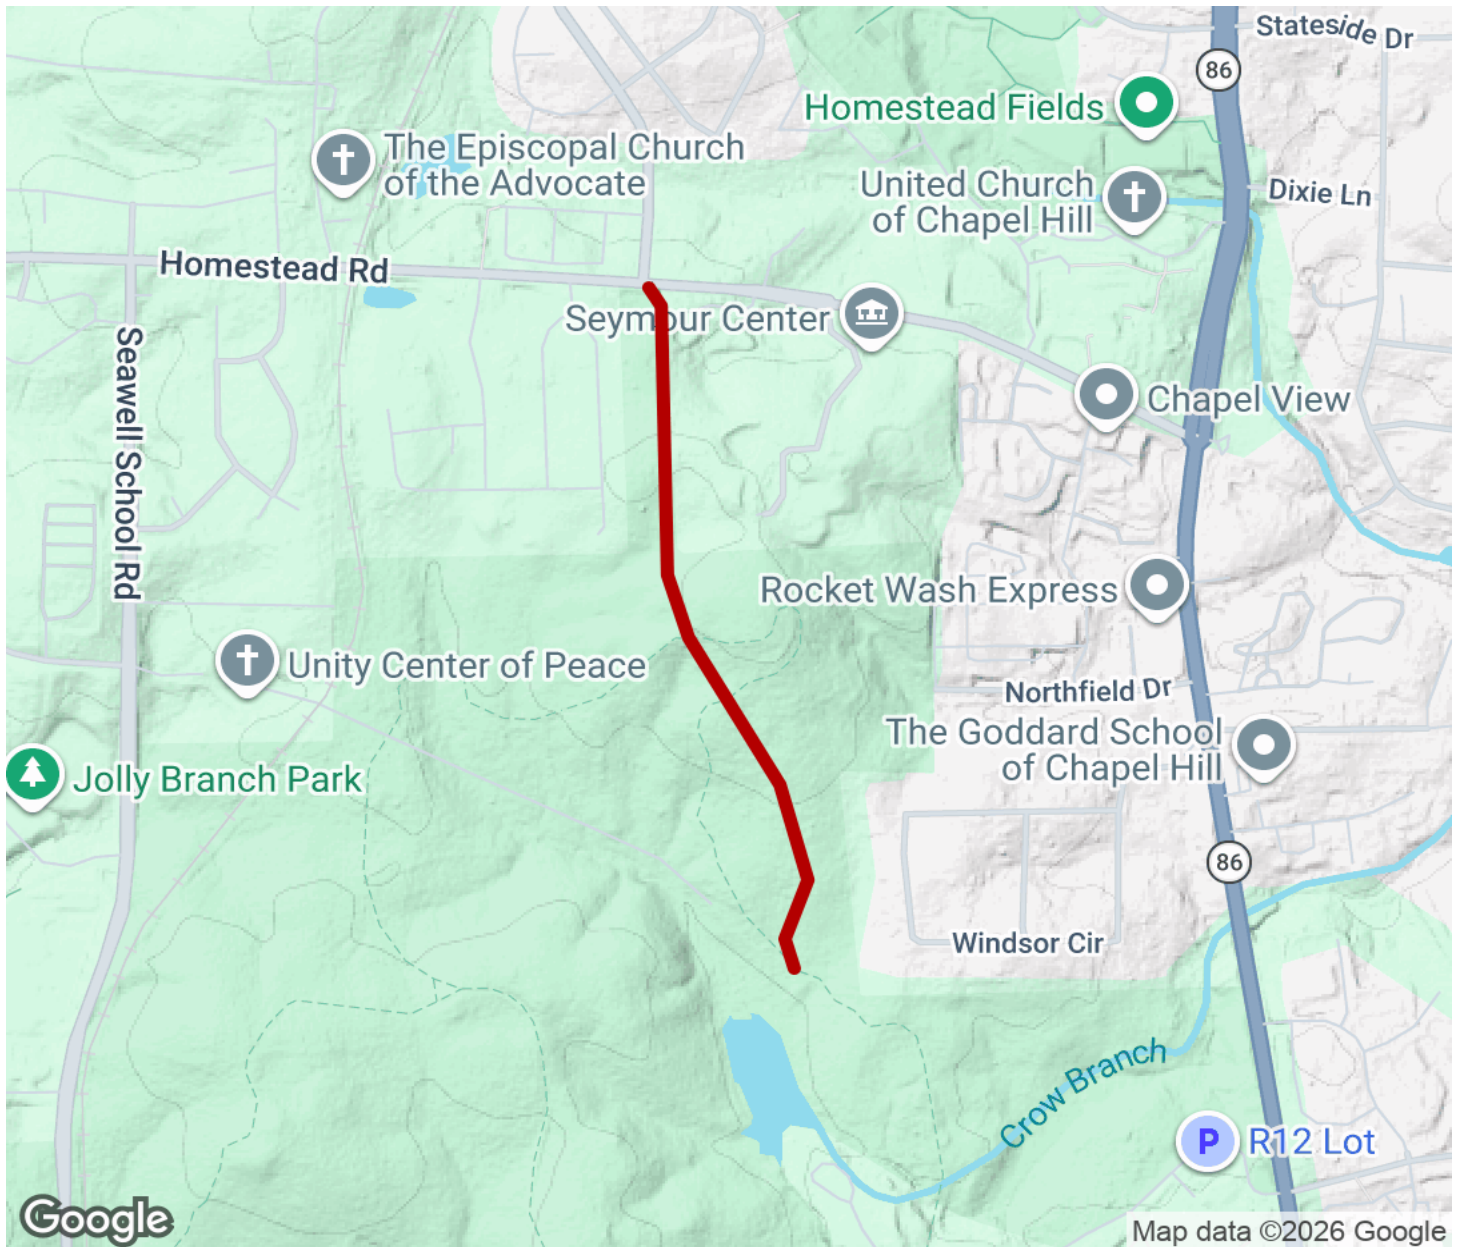 Stateside Dr
86
Homestead Fields
The Episcopal Church
of the Advocate
United Church
of Chapel Hill
Dixie Ln
Homestead Rd
Seymour Center
Seawell School Rd
Chapel View
Rocket Wash Express
Unity Center of Peace
Northfield Dr
The Goddard School
of Chapel Hill
Jolly Branch Park
86
Windsor Cir
Crow Branch
P
R12 Lot
Google
Map data ©2026 Google